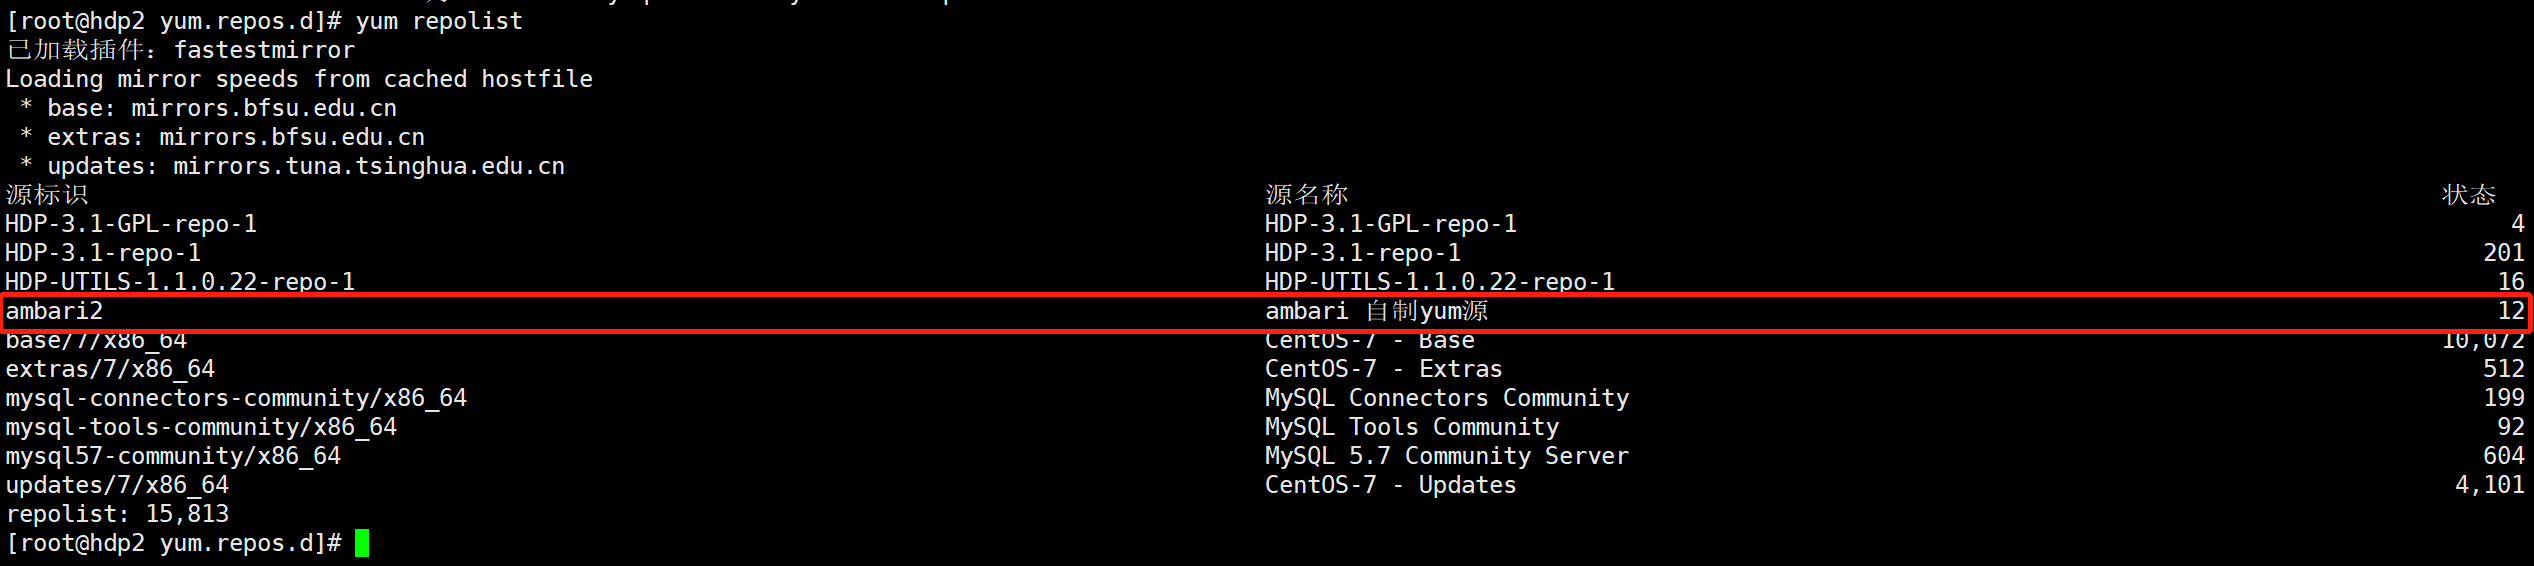 [root@hdp2 yum.repos.d]# yum repolist
已加载插件：fastestmirror
Loading mirror speeds from cached hostfile
 * base: mirrors.bfsu.edu.cn
 * extras: mirrors.bfsu.edu.cn
 * updates: mirrors.tuna.tsinghua.edu.cn
源标识 源名称 状态
HDP-3.1-GPL-repo-1 HDP-3.1-GPL-repo-1 4
HDP-3.1-repo-1 HDP-3.1-repo-1 201
HDP-UTILS-1.1.0.22-repo-1 HDP-UTILS-1.1.0.22-repo-1 16
ambari2 ambari 自制yum源 12
base/7/x86_64 CentOS-7 - Base 10,072
extras/7/x86_64 CentOS-7 - Extras 512
mysql-connectors-community/x86_64 MySQL Connectors Community 199
mysql-tools-community/x86_64 MySQL Tools Community 92
mysql57-community/x86_64 MySQL 5.7 Community Server 604
updates/7/x86_64 CentOS-7 - Updates 4,101
repolist: 15,813
[root@hdp2 yum.repos.d]#